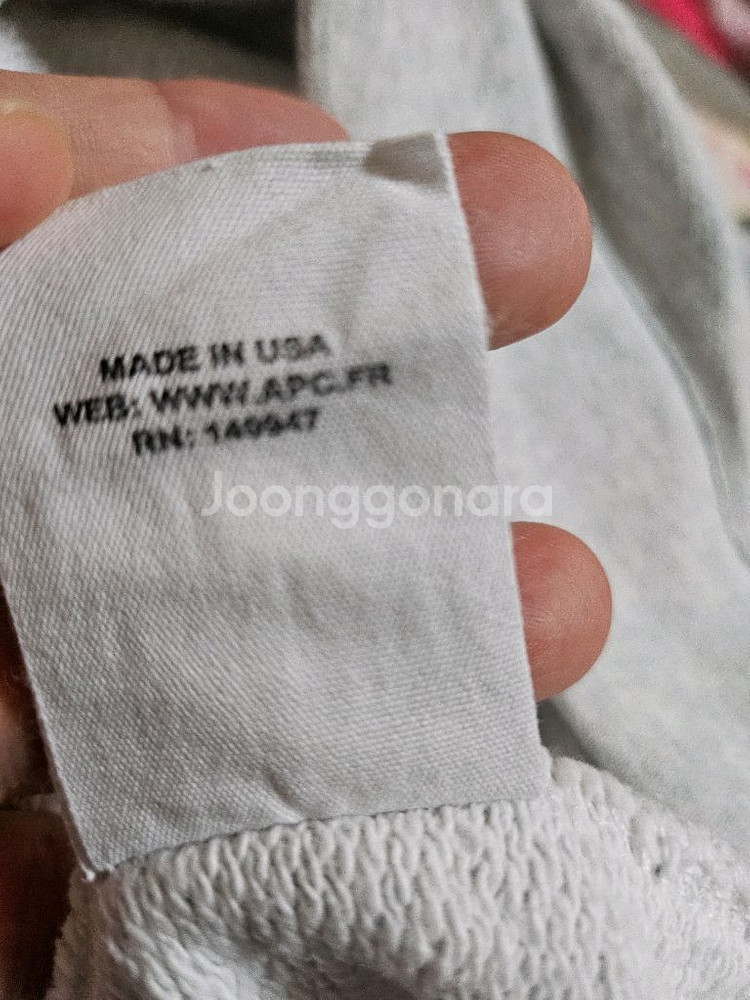 MADE IN USA
WEB: WWW.APC.FR
RN: 149947
Joonggonara